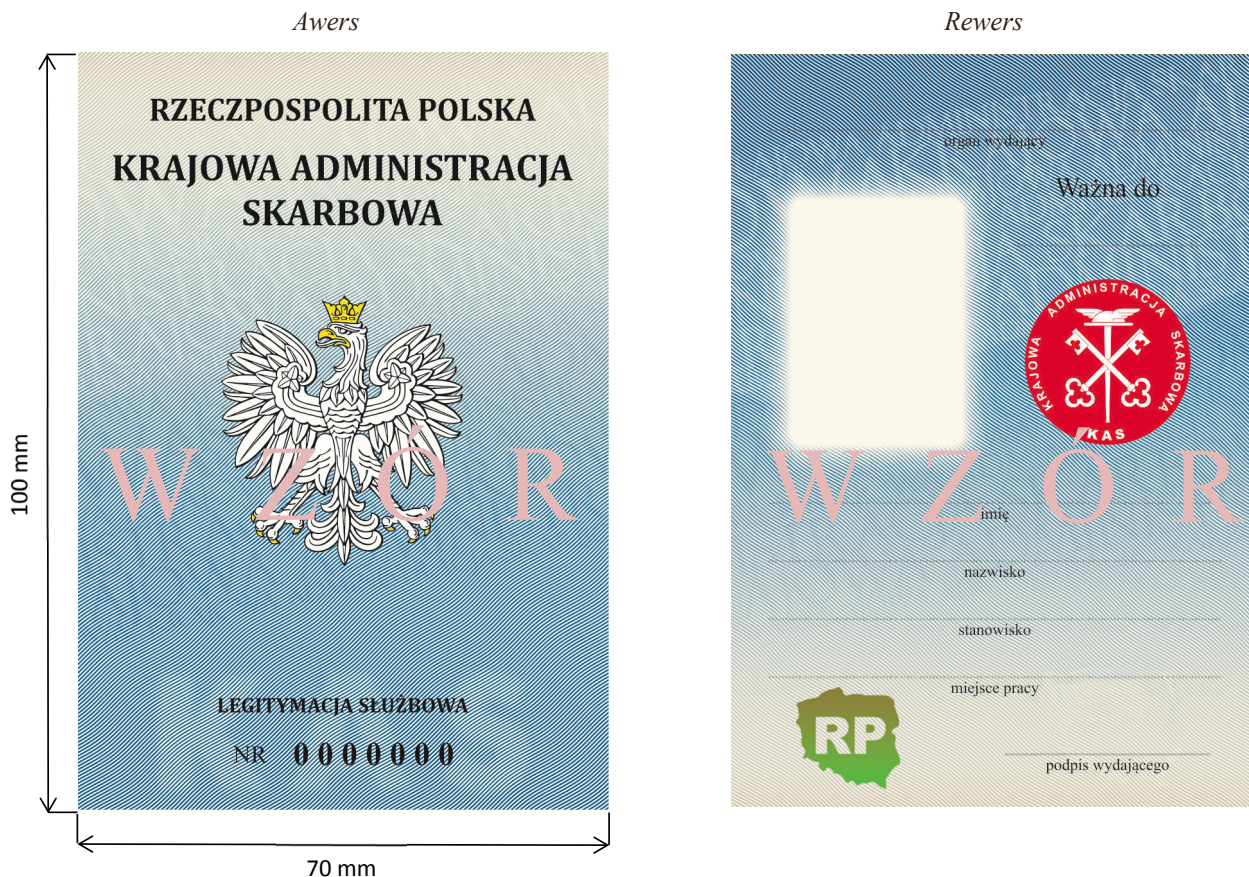 Awers
RZECZPOSPOLITA POLSKA
KRAJOWA ADMINISTRACJA
SKARBOWA
W Z Ó R
LEGITYMACJA SŁUŻBOWA
NR 0000000
100 mm
70 mm
Rewers
organ wydający
Ważna do
KRAJOWA ADMINISTRACJA SKARBOWA
KAS
W Z Ó R
imię
nazwisko
stanowisko
miejsce pracy
RP
podpis wydającego